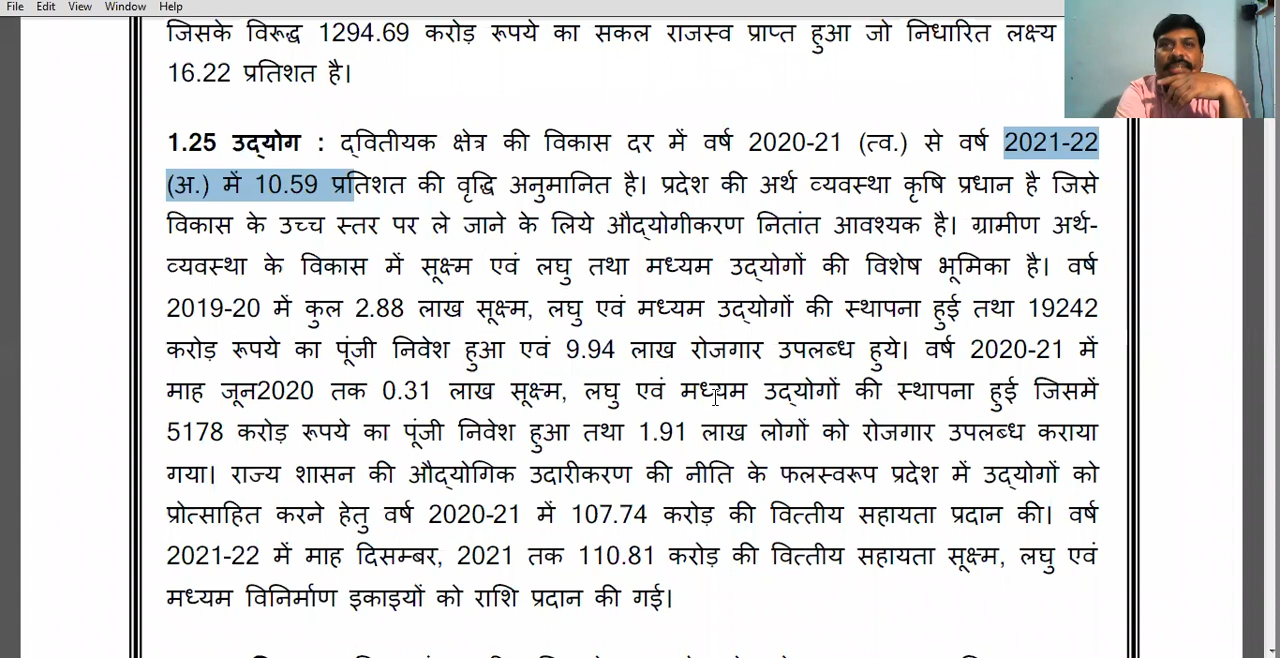 File Edit View Window Help
जिसके विरूद्ध 1294.69 करोड़ रूपये का सकल राजस्व प्राप्त हुआ जो निधारित लक्ष्य
16.22 प्रतिशत है।
1.25 उद्योग : द्वितीयक क्षेत्र की विकास दर में वर्ष 2020-21 (त्व.) से वर्ष 2021-22
(अ.) में 10.59 प्रतिशत की वृद्धि अनुमानित है। प्रदेश की अर्थ व्यवस्था कृषि प्रधान है जिसे
विकास के उच्च स्तर पर ले जाने के लिये औद्योगीकरण नितांत आवश्यक है। ग्रामीण अर्थ-
व्यवस्था के विकास में सूक्ष्म एवं लघु तथा मध्यम उद्योगों की विशेष भूमिका है। वर्ष
2019-20 में कुल 2.88 लाख सूक्ष्म, लघु एवं मध्यम उद्योगों की स्थापना हुई तथा 19242
करोड़ रूपये का पूंजी निवेश हुआ एवं 9.94 लाख रोजगार उपलब्ध हुये। वर्ष 2020-21 में
माह जून2020 तक 0.31 लाख सूक्ष्म, लघु एवं मध्यम उद्योगों की स्थापना हुई जिसमें
5178 करोड़ रूपये का पूंजी निवेश हुआ तथा 1.91 लाख लोगों को रोजगार उपलब्ध कराया
गया। राज्य शासन की औद्योगिक उदारीकरण की नीति के फलस्वरूप प्रदेश में उद्योगों को
प्रोत्साहित करने हेतु वर्ष 2020-21 में 107.74 करोड़ की वित्तीय सहायता प्रदान की। वर्ष
2021-22 में माह दिसम्बर, 2021 तक 110.81 करोड़ की वित्तीय सहायता सूक्ष्म, लघु एवं
मध्यम विनिर्माण इकाइयों को राशि प्रदान की गई।